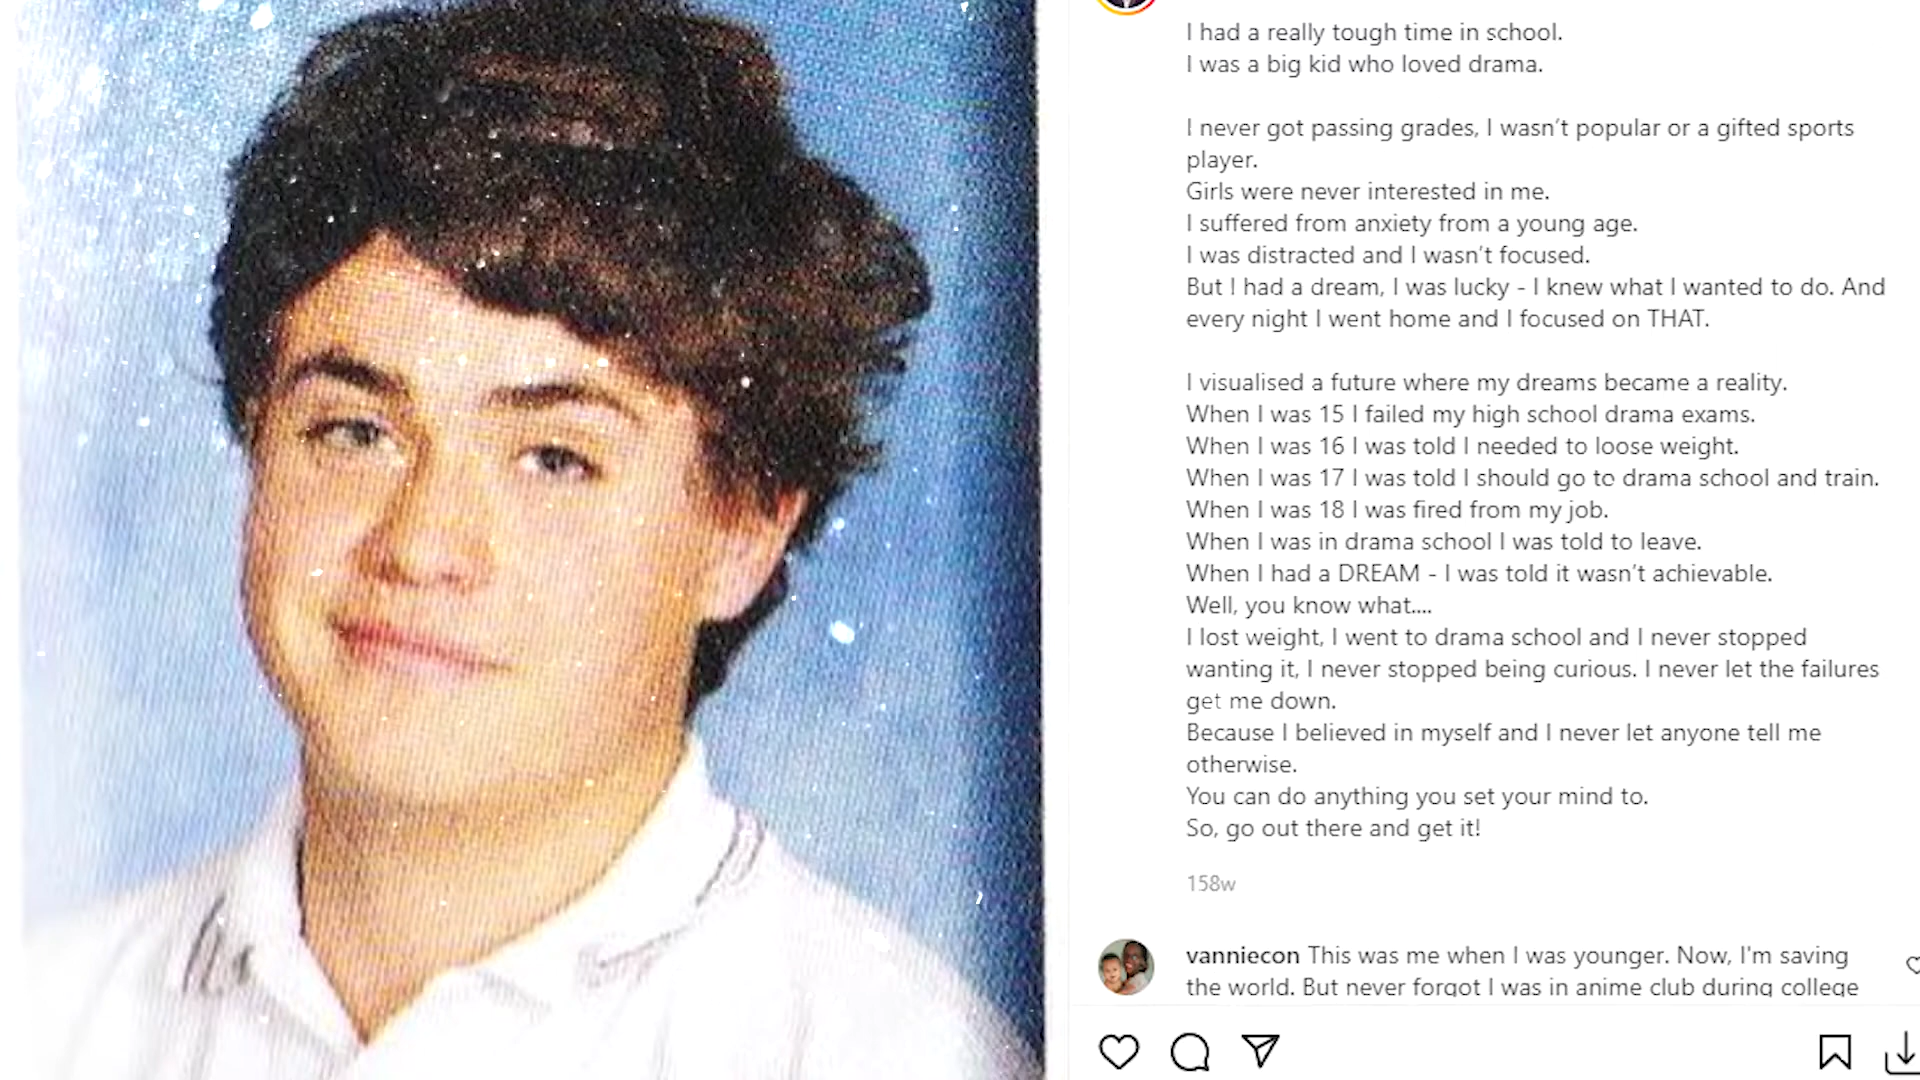 I had a really tough time in school.
I was a big kid who loved drama.
I never got passing grades, I wasn’t popular or a gifted sports
player.
Girls were never interested in me.
I suffered from anxiety from a young age.
I was distracted and I wasn’t focused.
But I had a dream, I was lucky - I knew what I wanted to do. And
every night I went home and I focused on THAT.
I visualised a future where my dreams became a reality.
When I was 15 I failed my high school drama exams.
When I was 16 I was told I needed to loose weight.
When I was 17 I was told I should go to drama school and train.
When I was 18 I was fired from my job.
When I was in drama school I was told to leave.
When I had a DREAM - I was told it wasn’t achievable.
Well, you know what....
I lost weight, I went to drama school and I never stopped
wanting it, I never stopped being curious. I never let the failures
get me down.
Because I believed in myself and I never let anyone tell me
otherwise.
You can do anything you set your mind to.
So, go out there and get it!
158w
vanniecon This was me when I was younger. Now, I'm saving
the world. But never forgot I was in anime club during college